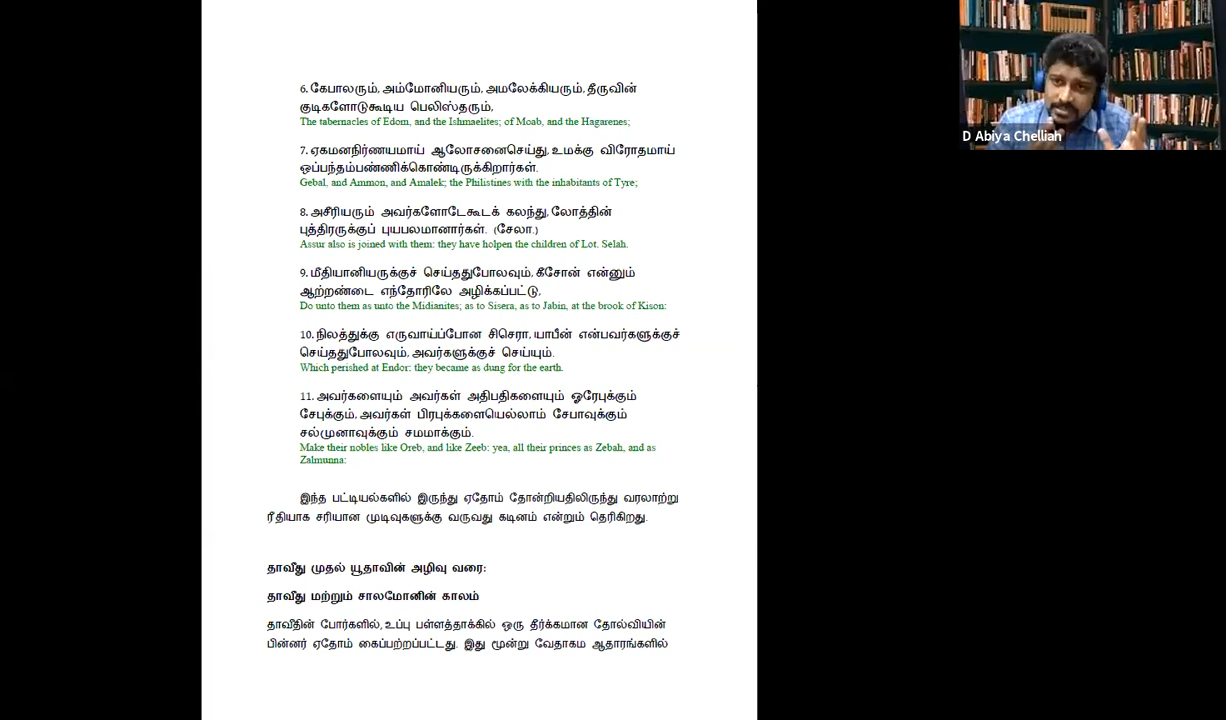 6. கேபாலரும், அம்மோனியரும், அமலேக்கியரும், தீருவின்
குடிகளோடுகூடிய பெலிஸ்தரும்,
The tabernacles of Edom, and the Ishmaelites; of Moab, and the Hagarenes;
7. ஏகமனநிர்ணயமாய் ஆலோசனைசெய்து, உமக்கு விரோதமாய்
ஒப்பந்தம்பண்ணிக்கொண்டிருக்கிறார்கள்.
Gebal, and Ammon, and Amalek; the Philistines with the inhabitants of Tyre;
8. அசீரியரும் அவர்களோடேகூடக் கலந்து, லோத்தின்
புத்திரருக்குப் புயபலமானார்கள். (சேலா.)
Assur also is joined with them: they have holpen the children of Lot. Selah.
9. மீதியானியருக்குச் செய்ததுபோலவும், கீசோன் என்னும்
ஆற்றண்டை எந்தோரிலே அழிக்கப்பட்டு,
Do unto them as unto the Midianites; as to Sisera, as to Jabin, at the brook of Kison:
10. நிலத்துக்கு எருவாய்ப்போன சிசெரா, யாபீன் என்பவர்களுக்குச்
செய்ததுபோலவும், அவர்களுக்குச் செய்யும்.
Which perished at Endor: they became as dung for the earth.
11. அவர்களையும் அவர்கள் அதிபதிகளையும் ஓரேபுக்கும்
சேபுக்கும், அவர்கள் பிரபுக்களையெல்லாம் சேபாவுக்கும்
சல்முனாவுக்கும் சமமாக்கும்.
Make their nobles like Oreb, and like Zeeb: yea, all their princes as Zebah, and as
Zalmunna:
இந்த பட்டியல்களில் இருந்து ஏதோம் தோன்றியதிலிருந்து வரலாற்று
ரீதியாக சரியான முடிவுகளுக்கு வருவது கடினம் என்றும் தெரிகிறது.
தாவீது முதல் யூதாவின் அழிவு வரை:
தாவீது மற்றும் சாலமோனின் காலம்
தாவீதின் போர்களில், உப்பு பள்ளத்தாக்கில் ஒரு தீர்க்கமான தோல்வியின்
பின்னர் ஏதோம் கைப்பற்றப்பட்டது. இது மூன்று வேதாகம ஆதாரங்களில்
D Abiya Chelliah